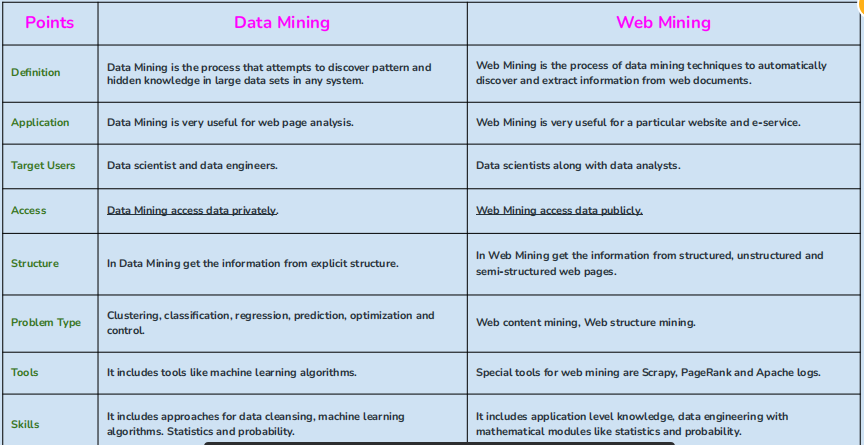 Points Data Mining Web Mining
Definition
Data Mining is the process that attempts to discover pattern and
hidden knowledge in large data sets in any system.
Web Mining is the process of data mining techniques to automatically
discover and extract information from web documents.
Application
Data Mining is very useful for web page analysis.
Web Mining is very useful for a particular website and e-service.
Target Users
Data scientist and data engineers.
Data scientists along with data analysts.
Access
Data Mining access data privately.
Web Mining access data publicly.
Structure
In Data Mining get the information from explicit structure.
In Web Mining get the information from structured, unstructured and
semi-structured web pages.
Problem Type
Clustering, classification, regression, prediction, optimization and
control.
Web content mining, Web structure mining.
Tools
It includes tools like machine learning algorithms.
Special tools for web mining are Scrapy, PageRank and Apache logs.
Skills
It includes approaches for data cleansing, machine learning
algorithms. Statistics and probability.
It includes application level knowledge, data engineering with
mathematical modules like statistics and probability.